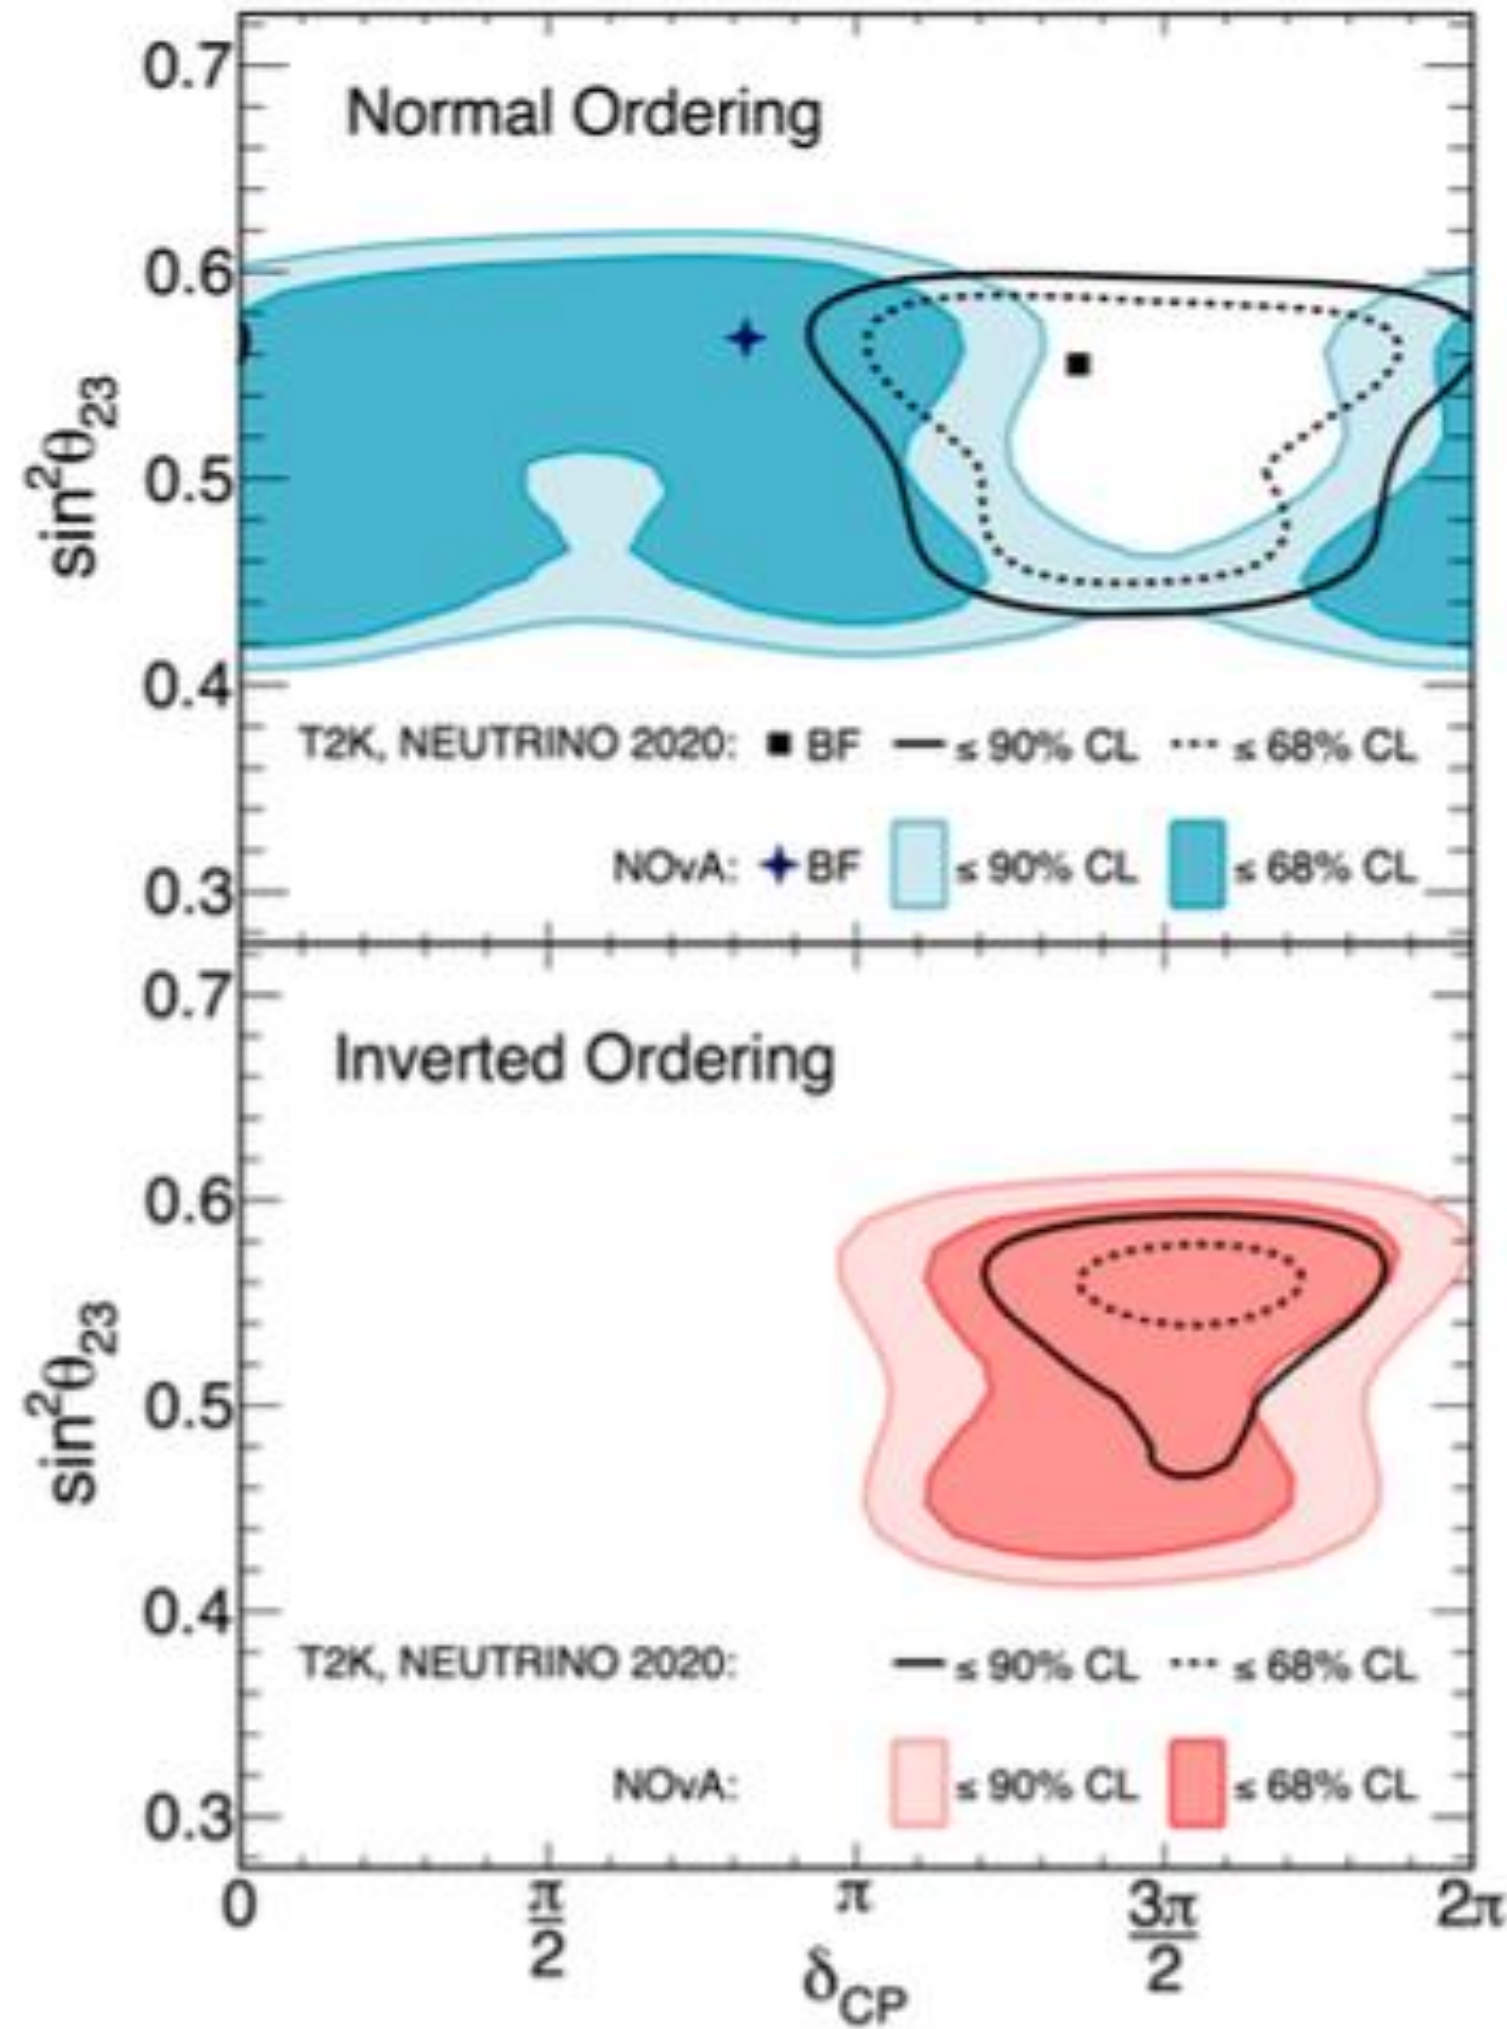 0.7
Normal Ordering
0.6
sin²θ₂₃
0.5
0.4
T2K, NEUTRINO 2020: BF ≤ 90% CL ≤ 68% CL
NOvA: BF ≤ 90% CL ≤ 68% CL
0.3
0.7
Inverted Ordering
0.6
sin²θ₂₃
0.5
0.4
T2K, NEUTRINO 2020: ≤ 90% CL ≤ 68% CL
NOvA: ≤ 90% CL ≤ 68% CL
0.3
0 π/2 π 3π/2 2π
δ_CP